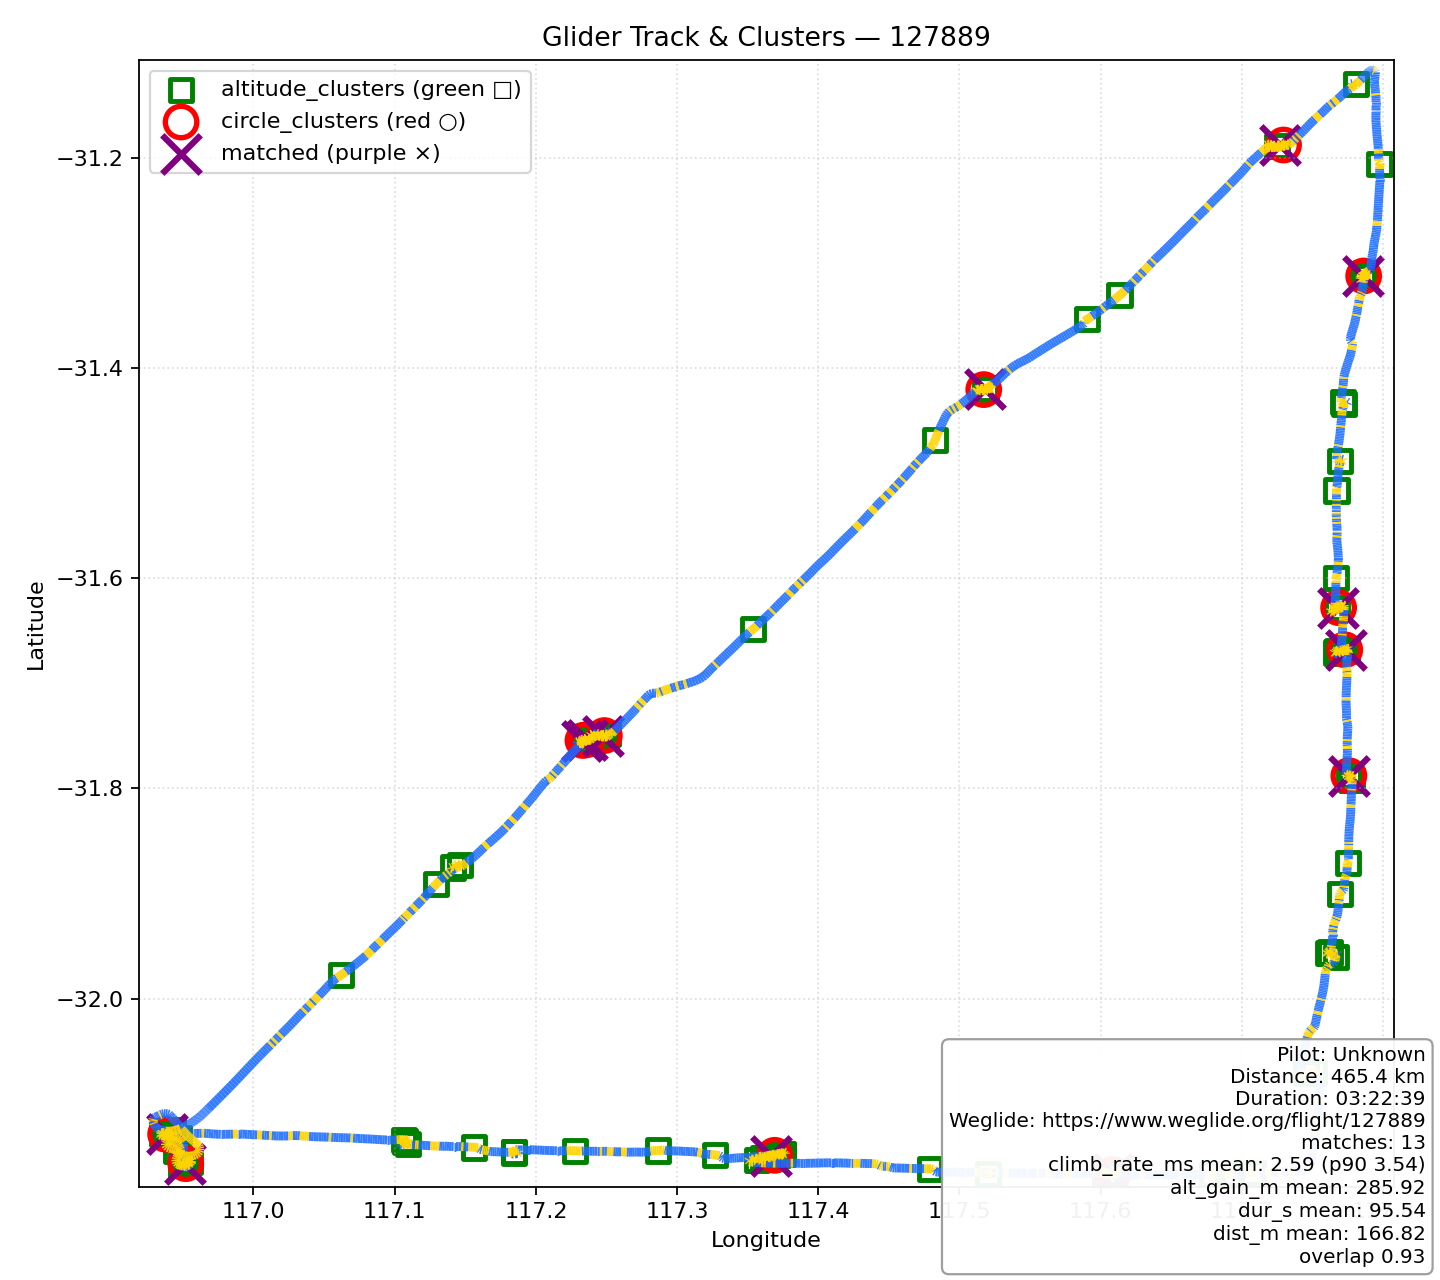 Glider Track & Clusters — 127889
altitude_clusters (green □)
circle_clusters (red ○)
matched (purple ×)
−31.2
−31.4
−31.6
−31.8
−32.0
Latitude
117.0
117.1
117.2
117.3
117.4
117.5
117.6
Longitude
Pilot: Unknown
Distance: 465.4 km
Duration: 03:22:39
Weglide: https://www.weglide.org/flight/127889
matches: 13
climb_rate_ms mean: 2.59 (p90 3.54)
alt_gain_m mean: 285.92
dur_s mean: 95.54
dist_m mean: 166.82
overlap 0.93